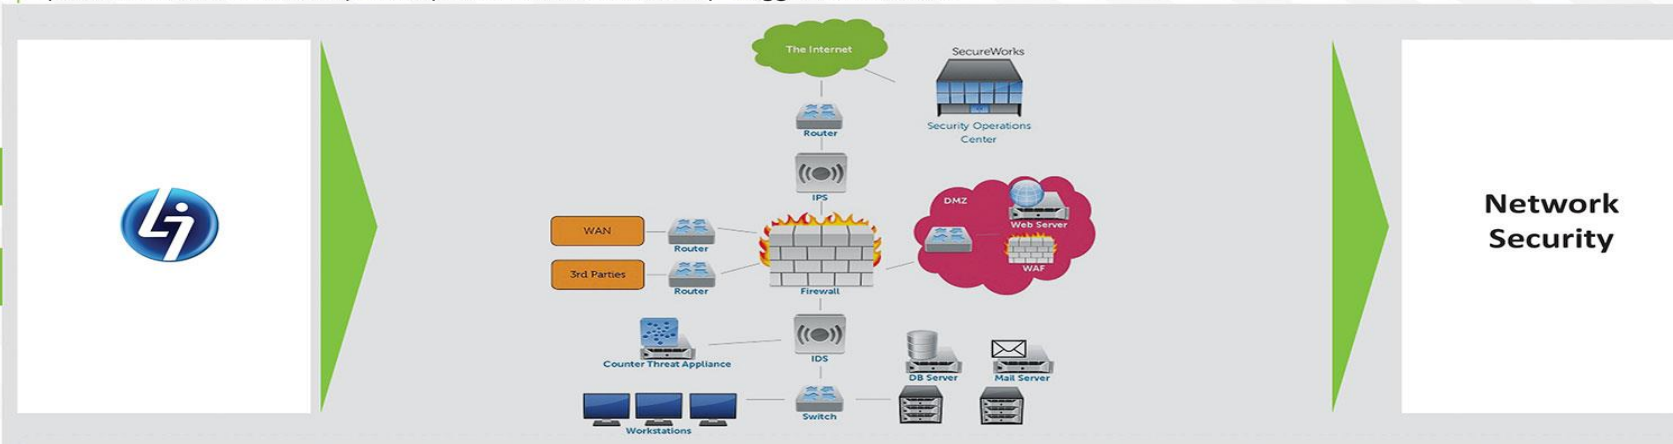 The Internet
SecureWorks
Security Operations
Center
Router
IPS
DMZ
Web Server
WAN
Router
WAF
3rd Parties
Router
Firewall
Network
Security
IDS
Counter Threat Appliance
DB Server
Mail Server
Switch
Workstations